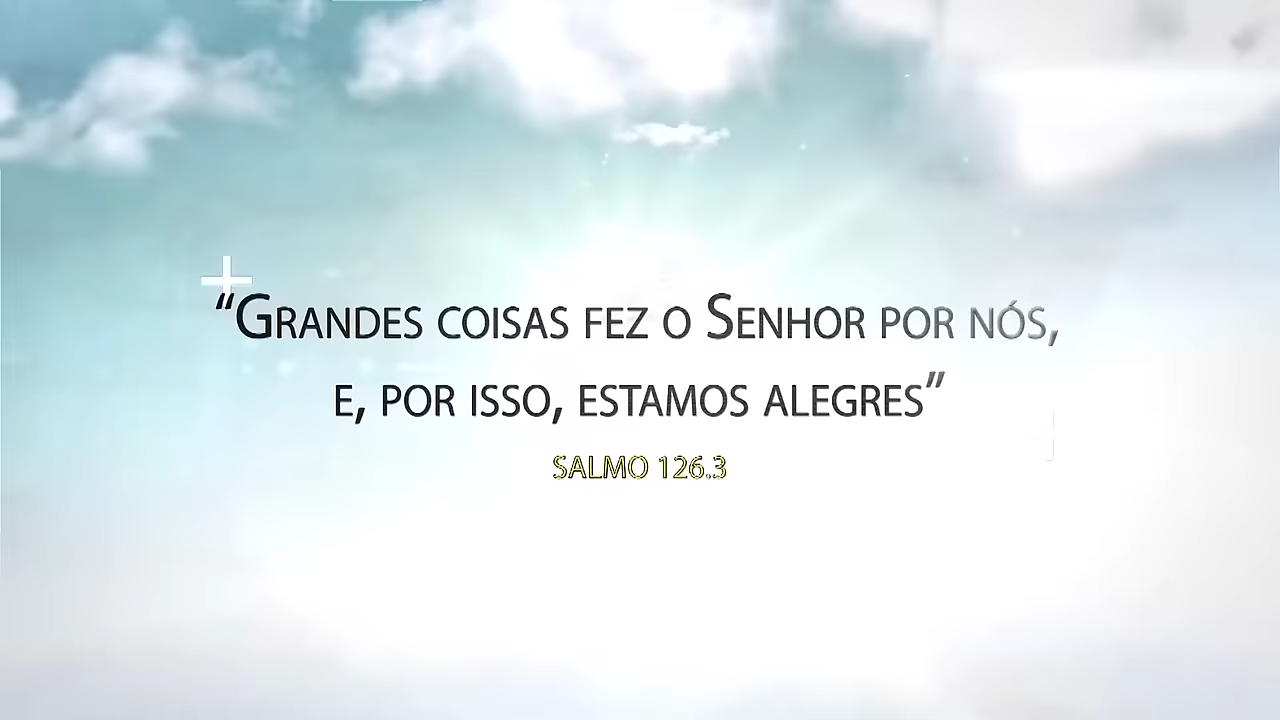 “Grandes coisas fez o Senhor por nós,
e, por isso, estamos alegres”
SALMO 126.3